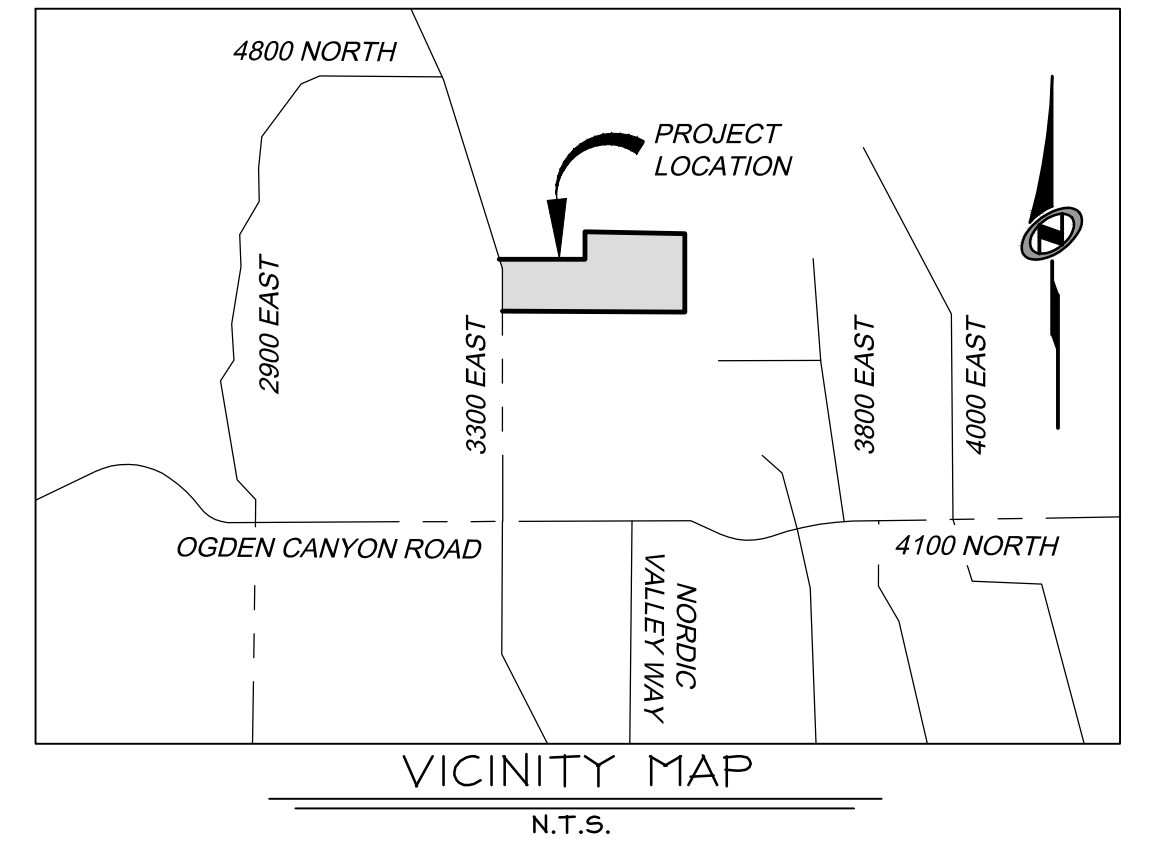 4800 NORTH
PROJECT
LOCATION
N
2900 EAST
3300 EAST
3800 EAST
4000 EAST
OGDEN CANYON ROAD
4100 NORTH
NORDIC
VALLEY WAY
VICINITY MAP
N.T.S.